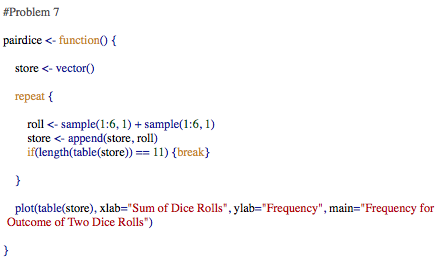 #Problem 7
pairdice <- function() {
store <- vector()
repeat {
roll <- sample(1:6, 1) + sample(1:6, 1)
store <- append(store, roll)
if(length(table(store)) == 11) {break}
}
plot(table(store), xlab="Sum of Dice Rolls", ylab="Frequency", main="Frequency for
Outcome of Two Dice Rolls")
}